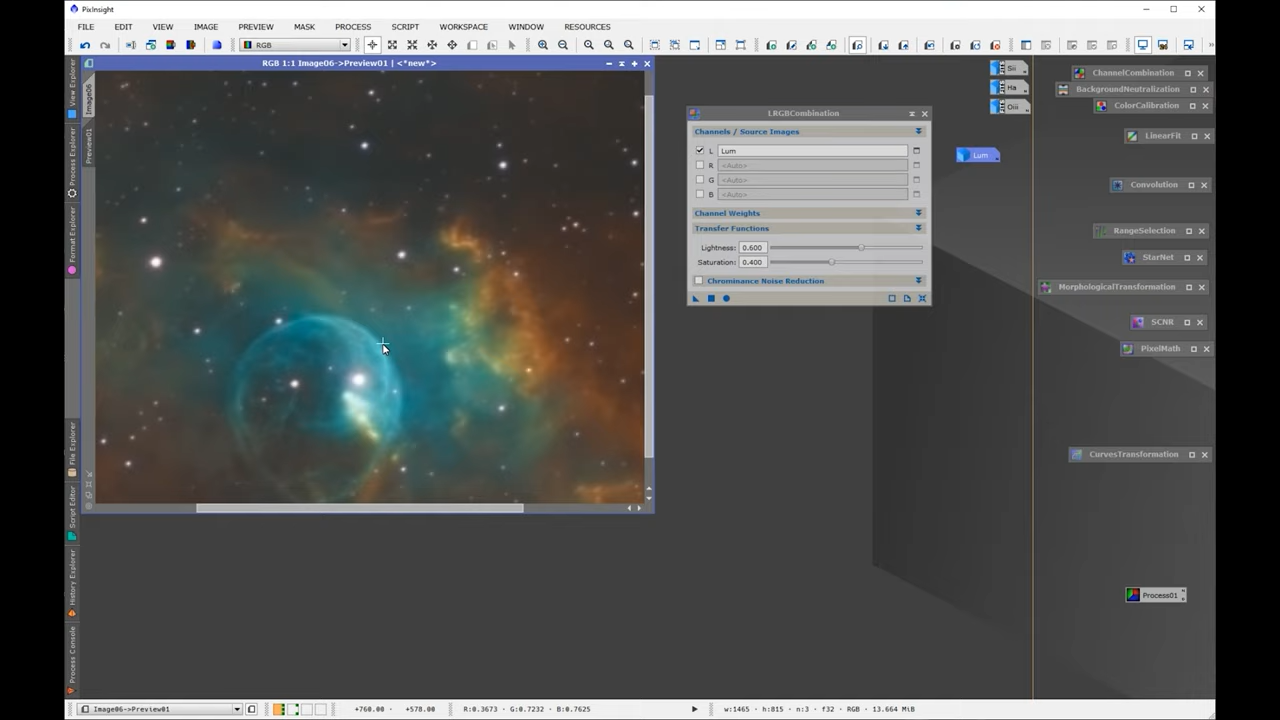 PixInsight
FILE EDIT VIEW IMAGE PREVIEW MASK PROCESS SCRIPT WORKSPACE WINDOW RESOURCES
RGB
RGB 1:1 Image06->Preview01 | <*new*>
View Explorer
Process Explorer
Format Explorer
File Explorer
Script Editor
History Explorer
Process Console
Image06
Preview01
LRGBCombination
Channels / Source Images
L Lum
R <Auto>
G <Auto>
B <Auto>
Channel Weights
Transfer Functions
Lightness: 0.600
Saturation: 0.400
Chrominance Noise Reduction
Sii
Ha
Oiii
Lum
ChannelCombination
BackgroundNeutralization
ColorCalibration
LinearFit
Convolution
RangeSelection
StarNet
MorphologicalTransformation
SCNR
PixelMath
CurvesTransformation
Process01
Image06->Preview01
+760.00 · +578.00
R:0.3673 · G:0.7232 · B:0.7625
w:1465 · h:815 · n:3 · f32 · RGB · 13.664 MiB